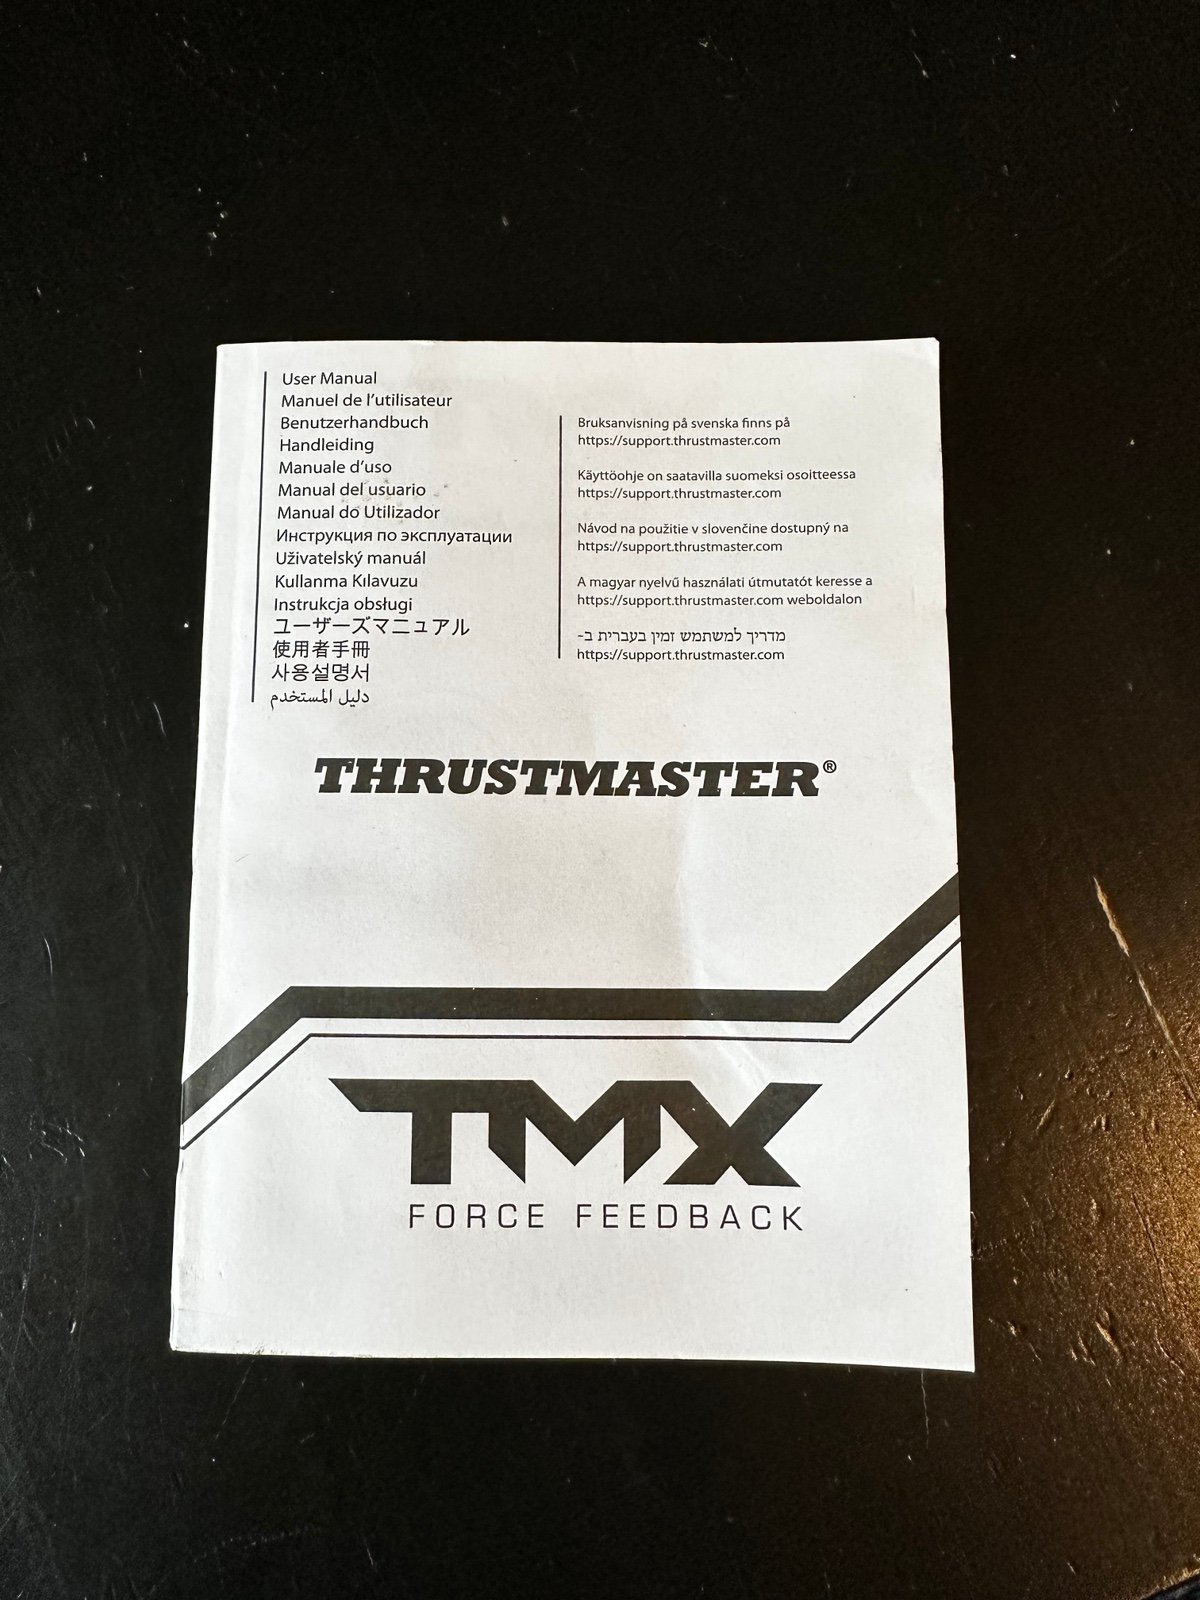 User Manual
Manuel de l'utilisateur
Benutzerhandbuch
Handleiding
Manuale d'uso
Manual del usuario
Manual do Utilizador
Инструкция по эксплуатации
Uživatelský manuál
Kullanma Kılavuzu
Instrukcja obsługi
ユーザーズマニュアル
使用者手冊
사용설명서
دليل المستخدم
Bruksanvisning på svenska finns på
https://support.thrustmaster.com
Käyttöohje on saatavilla suomeksi osoitteessa
https://support.thrustmaster.com
Návod na použitie v slovenčine dostupný na
https://support.thrustmaster.com
A magyar nyelvű használati útmutatót keresse a
https://support.thrustmaster.com weboldalon
מדריך למשתמש זמין בעברית ב-~
https://support.thrustmaster.com
THRUSTMASTER®
TMX
FORCE FEEDBACK